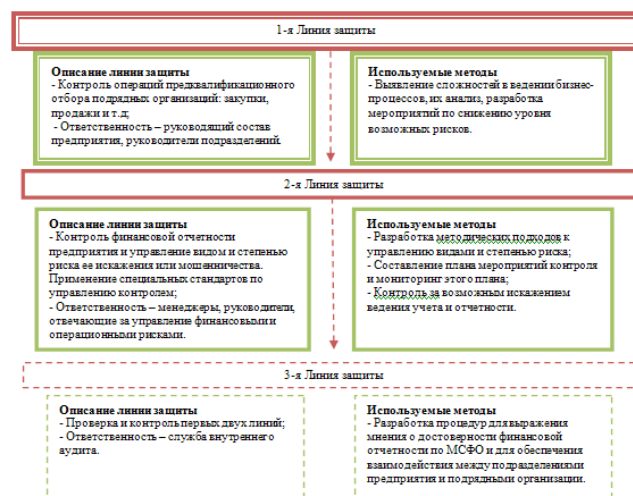 1-я Линия защиты
Описание линии защиты
- Контроль операций предквалификационного
отбора подрядных организаций: закупки,
продажи и т.д;
- Ответственность – руководящий состав
предприятия, руководители подразделений.
Используемые методы
- Выявление сложностей в ведении бизнес-
процессов, их анализ, разработка
мероприятий по снижению уровня
возможных рисков.
2-я Линия защиты
Описание линии защиты
- Контроль финансовой отчетности
предприятия и управление видом и степенью
риска ее искажения или мошенничества.
Применение специальных стандартов по
управлению контролем;
- Ответственность – менеджеры, руководители,
отвечающие за управление финансовыми и
операционными рисками.
Используемые методы
- Разработка методических подходов к
управлению видами и степенью риска;
- Составление плана мероприятий контроля
и мониторинг этого плана;
- Контроль за возможным искажением
ведения учета и отчетности.
3-я Линия защиты
Описание линии защиты
- Проверка и контроль первых двух линий;
- Ответственность – служба внутреннего
аудита.
Используемые методы
- Разработка процедур для выражения
мнения о достоверности финансовой
отчетности по МСФО и для обеспечения
взаимодействия между подразделениями
предприятия и подрядными организации.